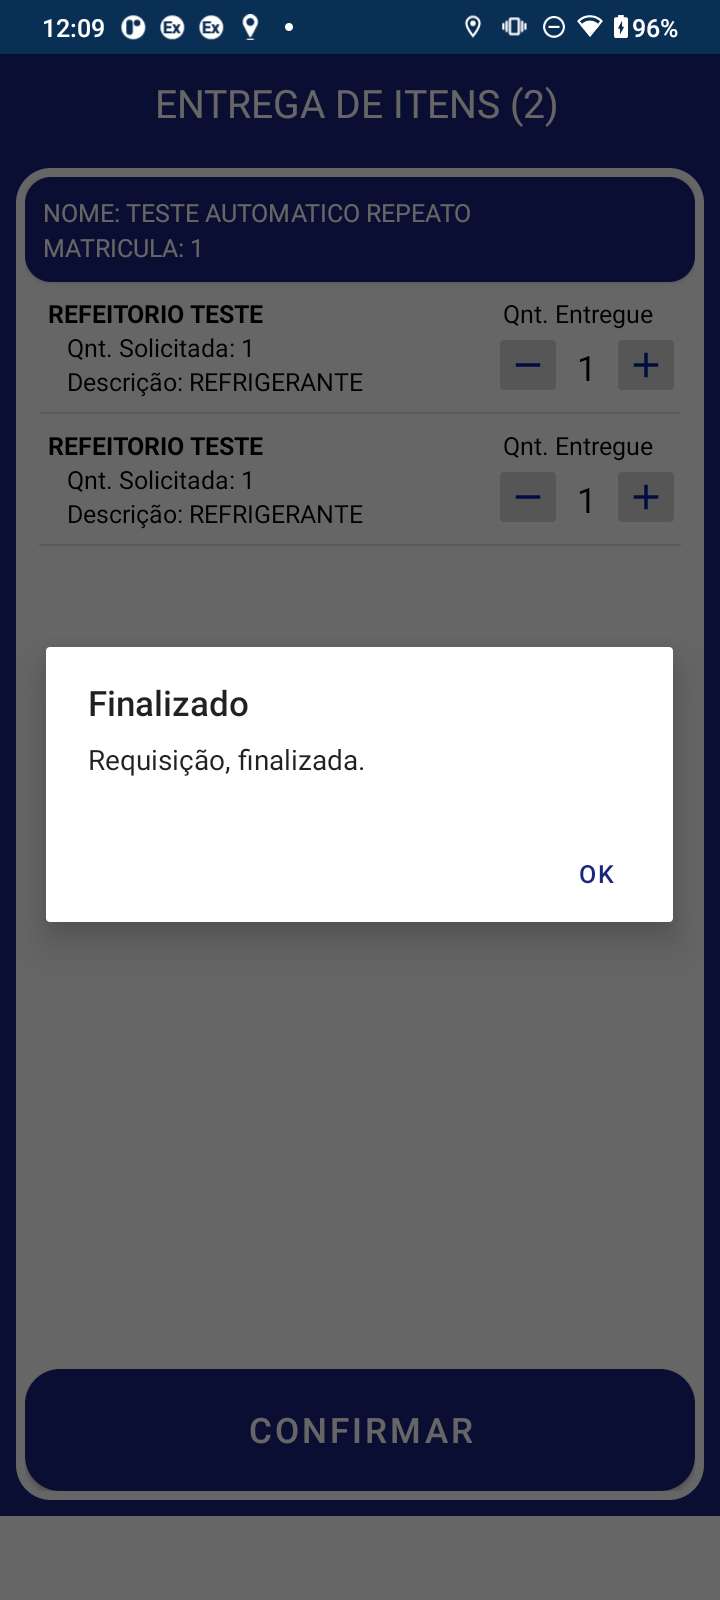 12:09 Ex Ex 96%
ENTREGA DE ITENS (2)
NOME: TESTE AUTOMATICO REPEATO
MATRICULA: 1
REFEITORIO TESTE Qnt. Entregue
Qnt. Solicitada: 1
Descrição: REFRIGERANTE
− 1 +
REFEITORIO TESTE Qnt. Entregue
Qnt. Solicitada: 1
Descrição: REFRIGERANTE
− 1 +
Finalizado
Requisição, finalizada.
OK
CONFIRMAR